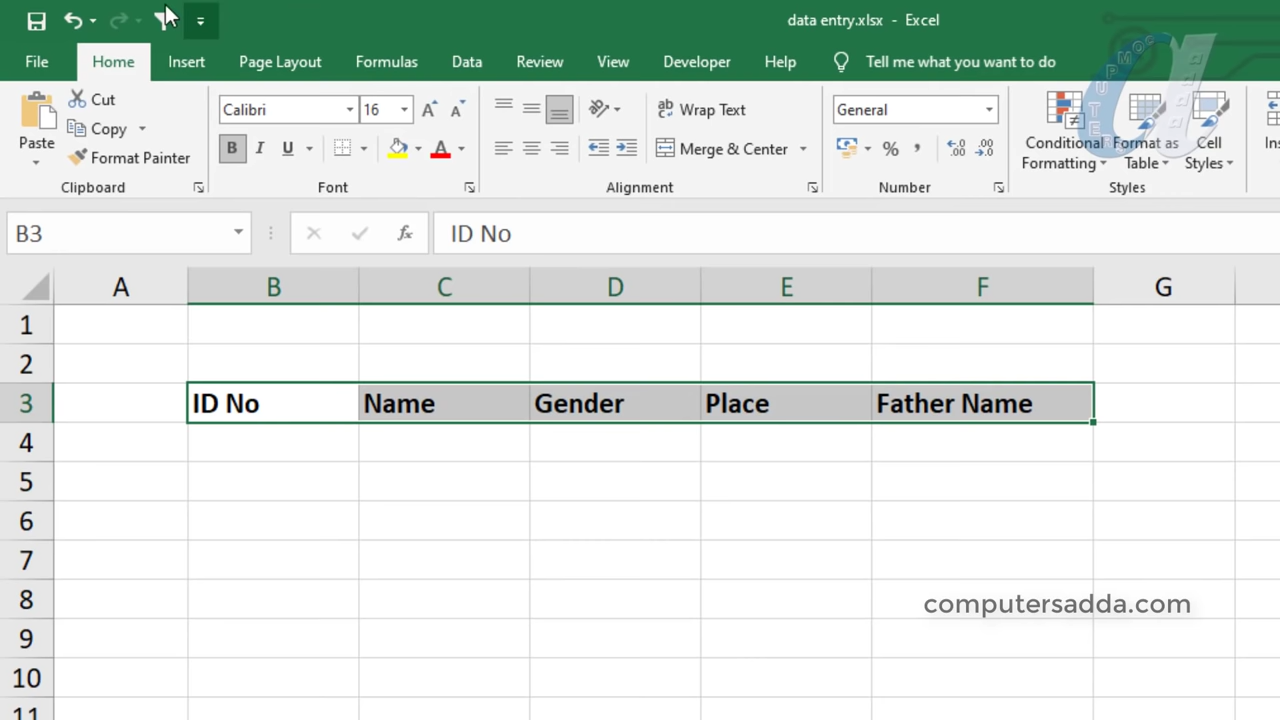 data entry.xlsx - Excel
File Home Insert Page Layout Formulas Data Review View Developer Help Tell me what you want to do
Paste
Cut
Copy
Format Painter
Clipboard
Calibri 16 A A
B I U A
Font
ab Wrap Text
Merge & Center
Alignment
General
% , .00
Number
Conditional Formatting
Format as Table
Cell Styles
Styles
B3 fx ID No
A B C D E F G
1
2
3 ID No Name Gender Place Father Name
4
5
6
7
8
9
10
11
computersadda.com